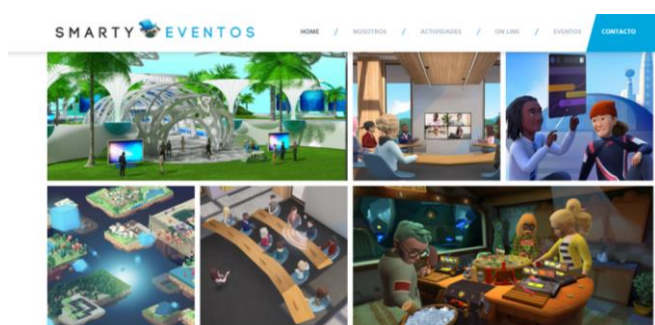 SMARTY EVENTOS
HOME / NOSOTROS / ACTIVIDADES / ON LINE / EVENTOS CONTACTO